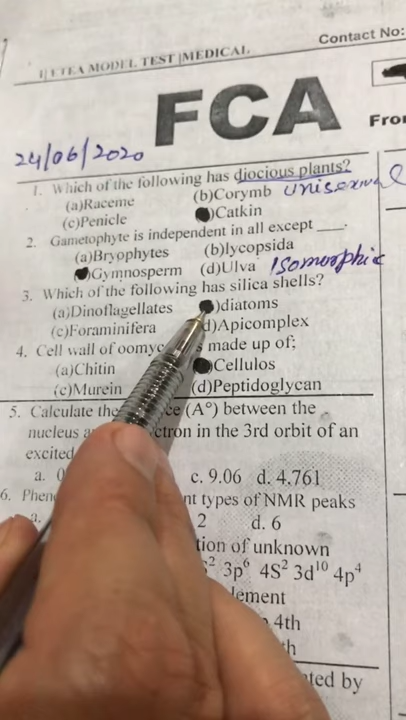 Contact No:
ETEA MODEL TEST |MEDICAL
FCA
From
24/06/2020
1. Which of the following has diocious plants?
(a)Raceme (b)Corymb Unisexual
(c)Penicle )Catkin
2. Gametophyte is independent in all except ___.
(a)Bryophytes (b)lycopsida
)Gymnosperm (d)Ulva Isomorphic
3. Which of the following has silica shells?
(a)Dinoflagellates )diatoms
(c)Foraminifera d)Apicomplex
4. Cell wall of oomyc s made up of;
(a)Chitin )Cellulos
(c)Murein (d)Peptidoglycan
5. Calculate the ce (A°) between the
nucleus a ctron in the 3rd orbit of an
excited
a. 0 c. 9.06 d. 4.761
6. Phen nt types of NMR peaks
a. 2 d. 6
tion of unknown
3p⁶ 4S² 3d¹⁰ 4p⁴
lement
4th
th
ted by